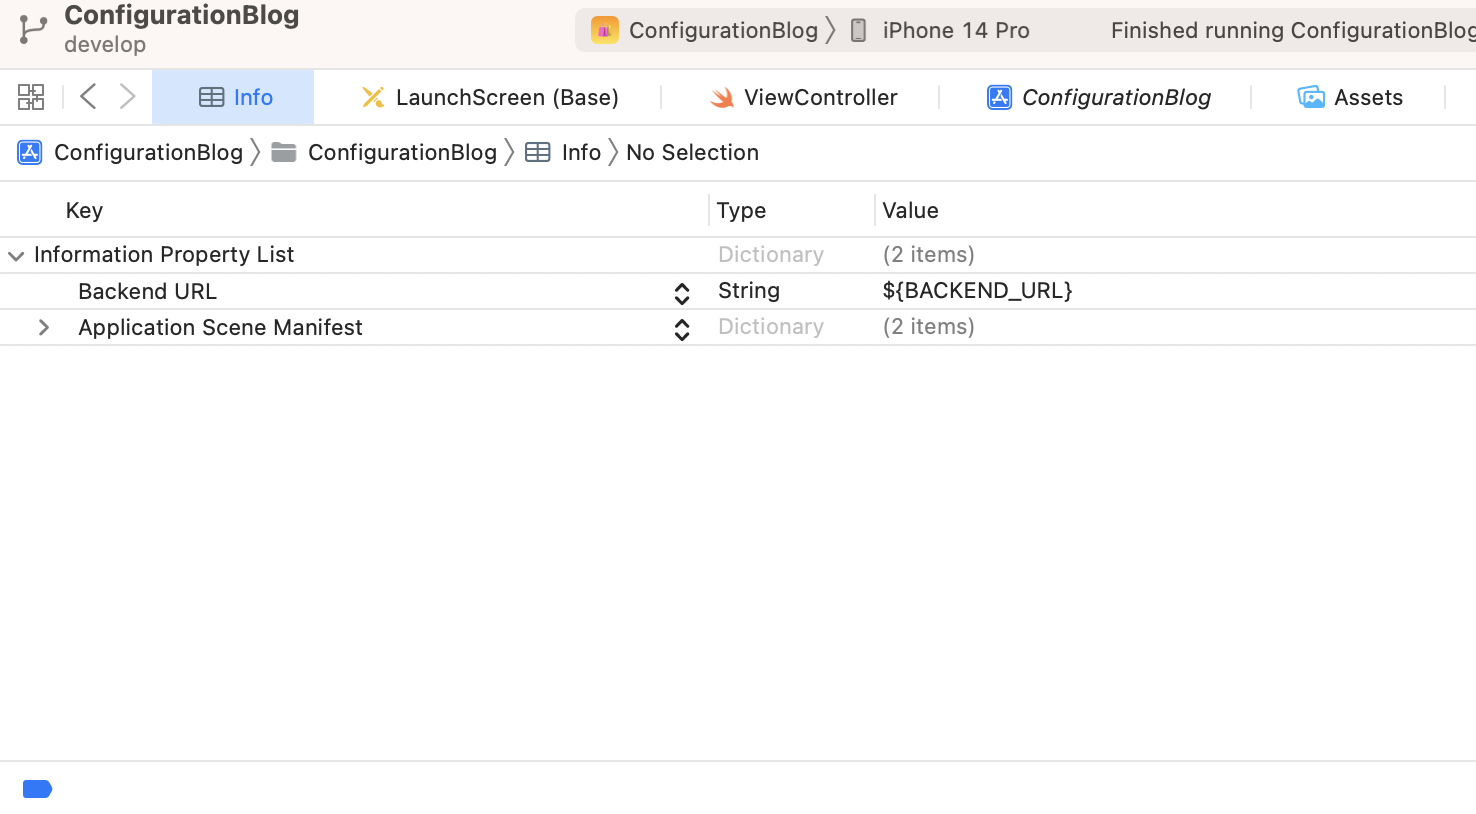 ConfigurationBlog
develop
ConfigurationBlog iPhone 14 Pro Finished running ConfigurationBlog
Info LaunchScreen (Base) ViewController ConfigurationBlog Assets
ConfigurationBlog ConfigurationBlog Info No Selection
Key Type Value
Information Property List Dictionary (2 items)
Backend URL String ${BACKEND_URL}
Application Scene Manifest Dictionary (2 items)